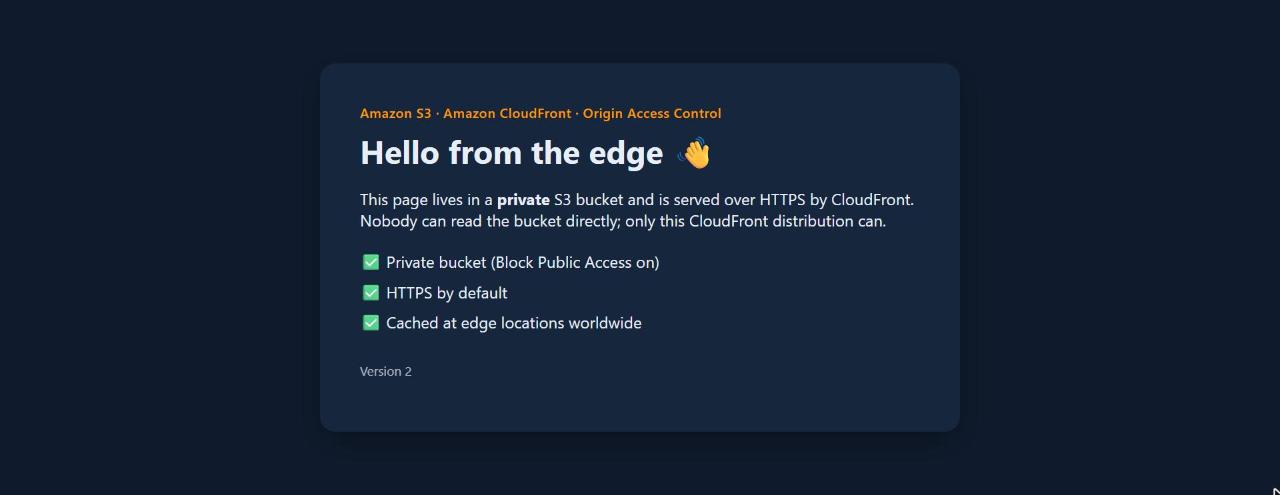 Amazon S3 · Amazon CloudFront · Origin Access Control
Hello from the edge 👋
This page lives in a private S3 bucket and is served over HTTPS by CloudFront.
Nobody can read the bucket directly; only this CloudFront distribution can.
✅ Private bucket (Block Public Access on)
✅ HTTPS by default
✅ Cached at edge locations worldwide
Version 2